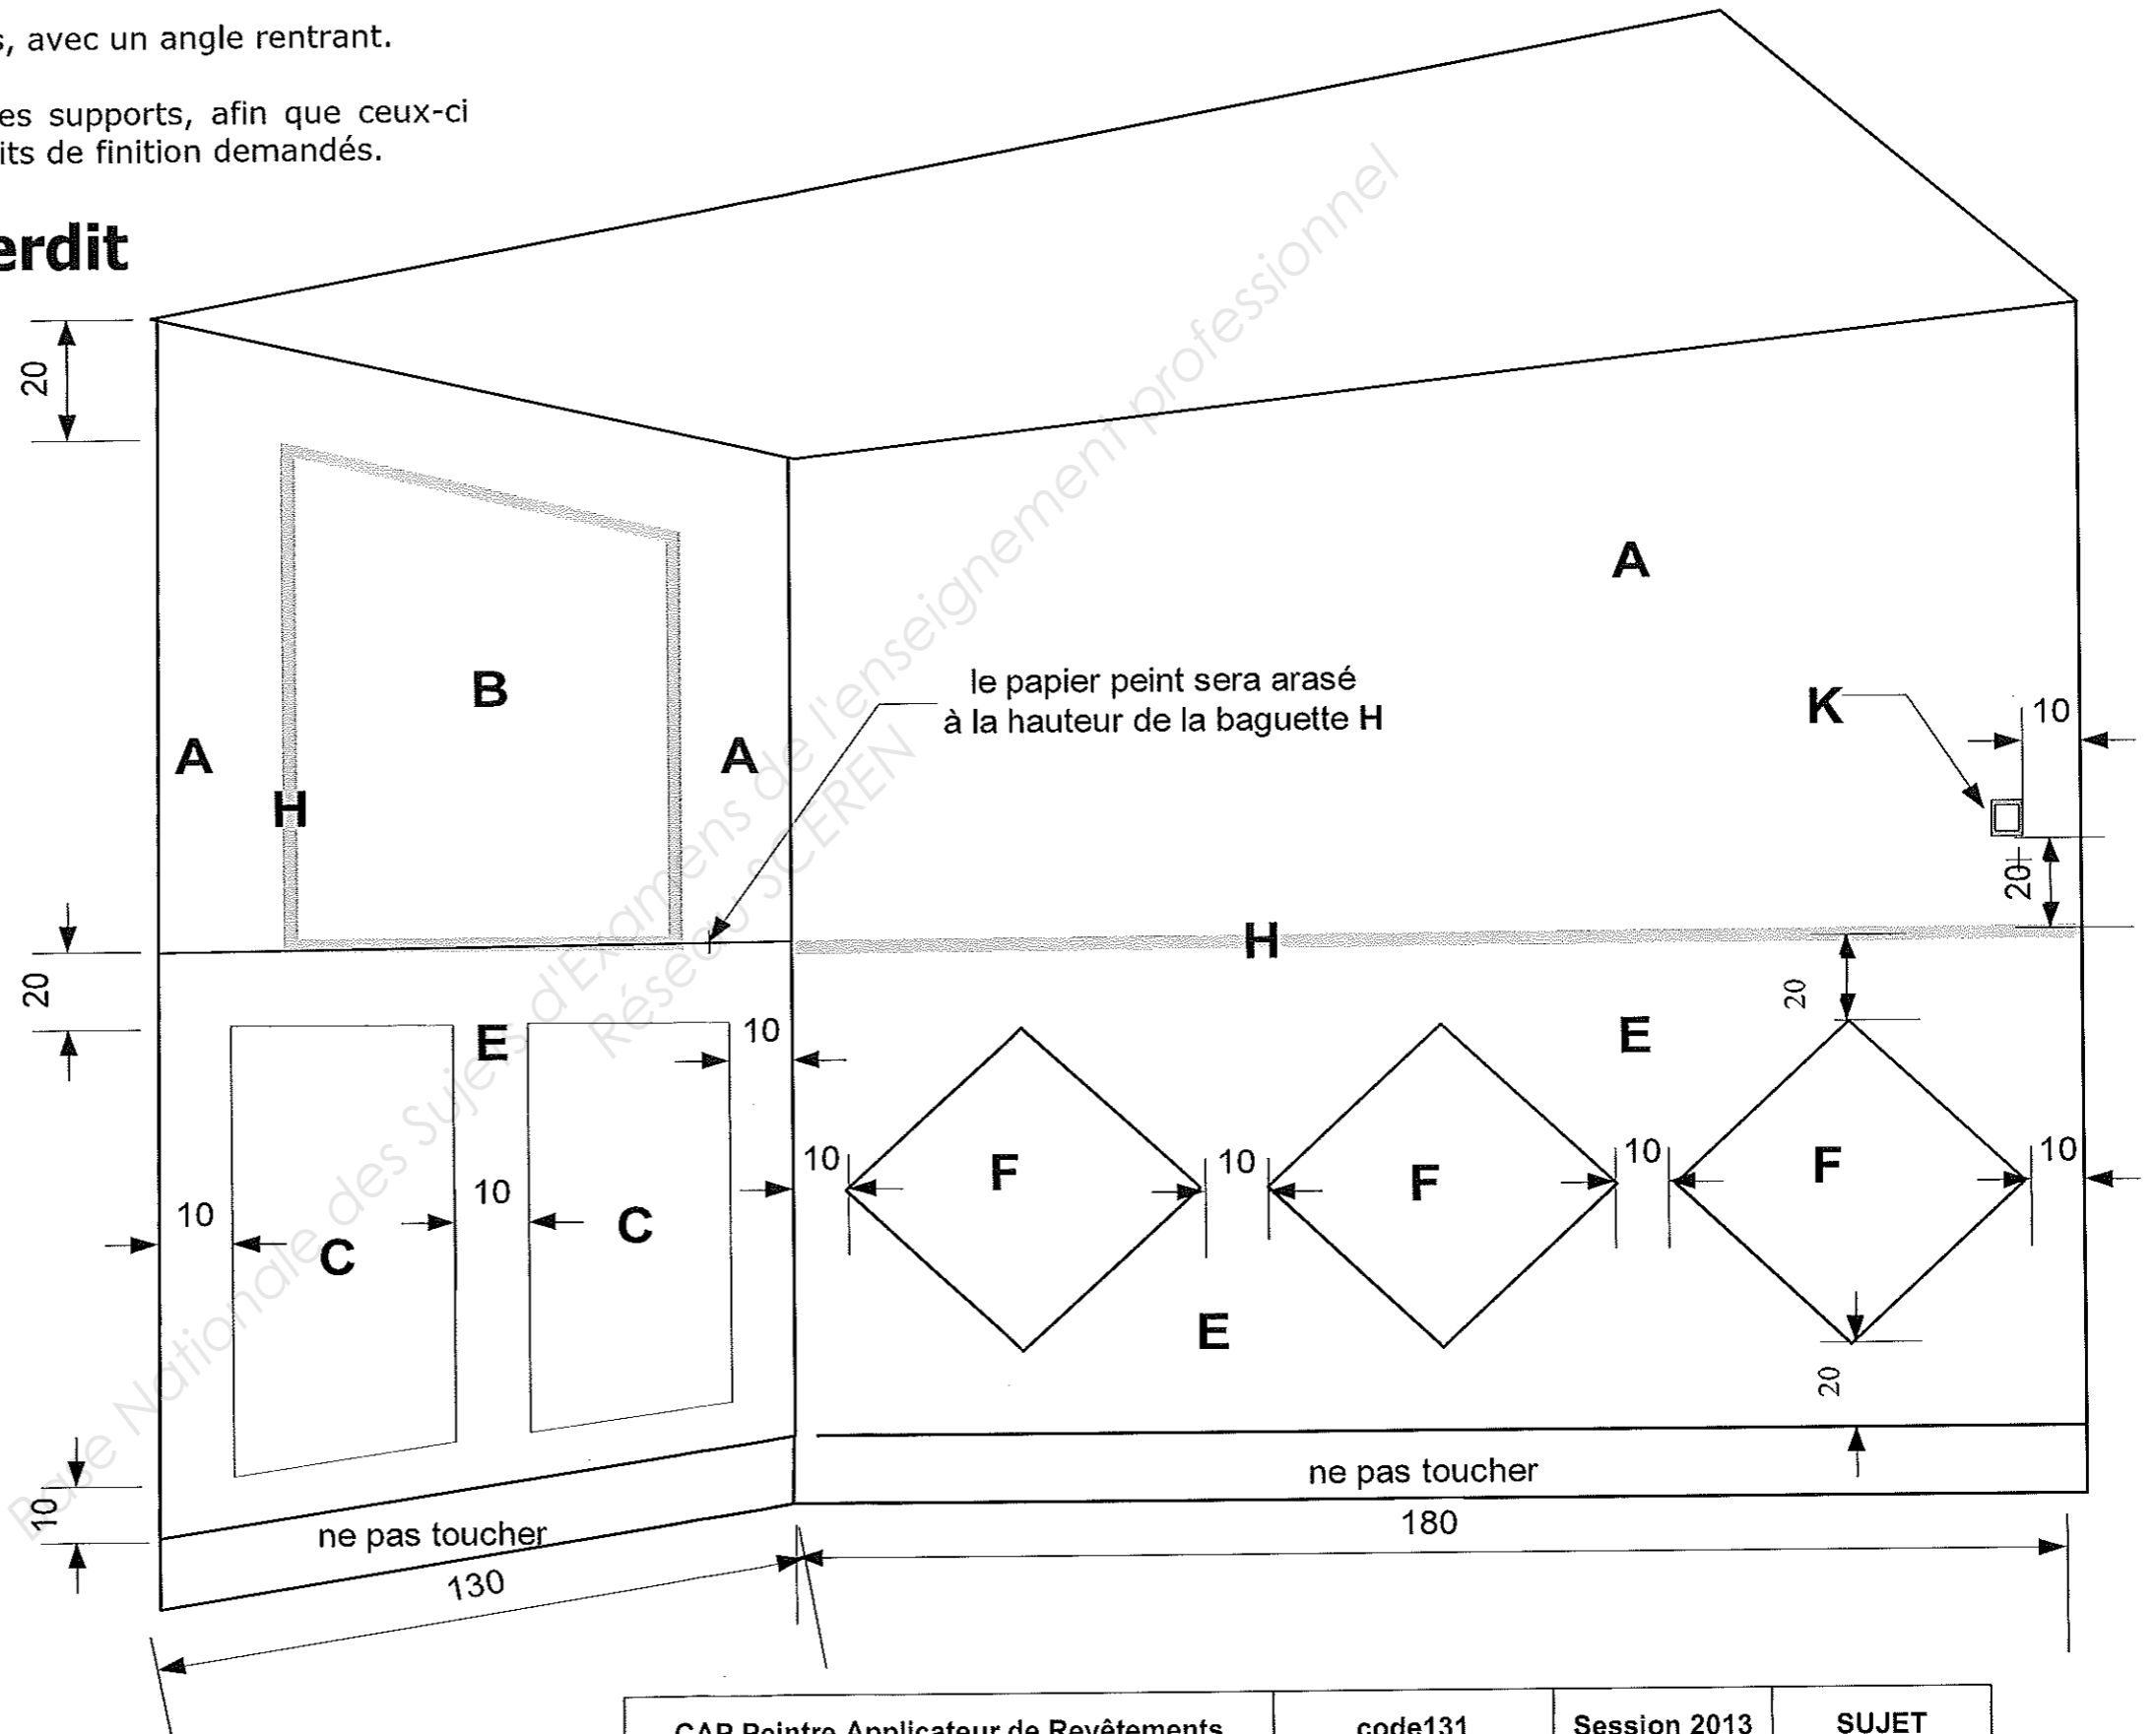 , avec un angle rentrant.
es supports, afin que ceux-ci
its de finition demandés.
erdit
20
A
B
A
A
H
le papier peint sera arasé
à la hauteur de la baguette H
K
10
20
H
20
20
E
10
E
10
10
10
10
F
F
F
10
10
C
C
E
20
10
ne pas toucher
ne pas toucher
130
180
Base Nationale des Sujets d'Examens de l'enseignement professionnel
Réseau SCEREN
CAP Peintre Applicateur de Revêtements
code131
Session 2013
SUJET